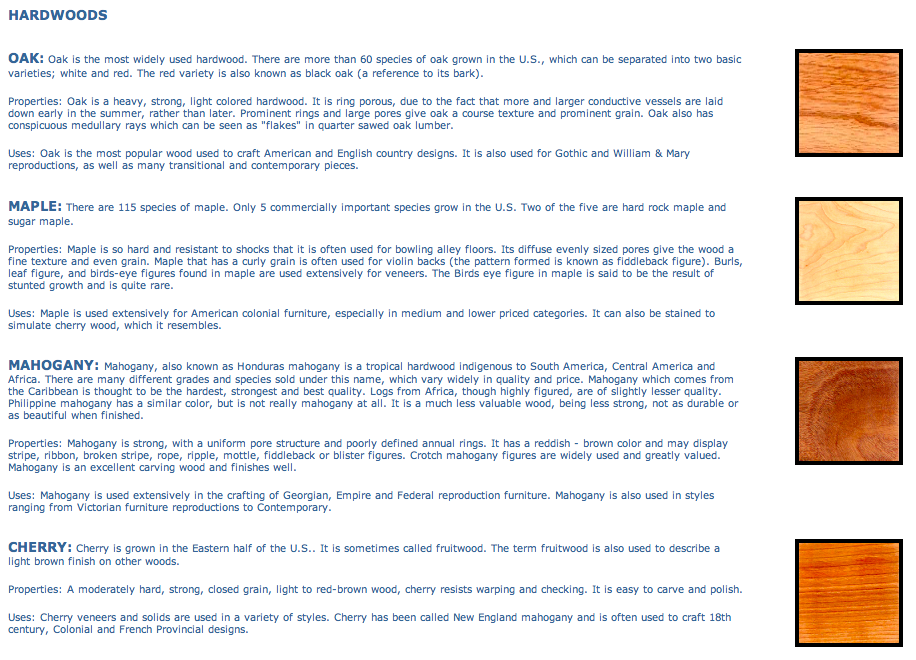 HARDWOODS
OAK: Oak is the most widely used hardwood. There are more than 60 species of oak grown in the U.S., which can be separated into two basic
varieties; white and red. The red variety is also known as black oak (a reference to its bark).
Properties: Oak is a heavy, strong, light colored hardwood. It is ring porous, due to the fact that more and larger conductive vessels are laid
down early in the summer, rather than later. Prominent rings and large pores give oak a course texture and prominent grain. Oak also has
conspicuous medullary rays which can be seen as "flakes" in quarter sawed oak lumber.
Uses: Oak is the most popular wood used to craft American and English country designs. It is also used for Gothic and William & Mary
reproductions, as well as many transitional and contemporary pieces.
MAPLE: There are 115 species of maple. Only 5 commercially important species grow in the U.S. Two of the five are hard rock maple and
sugar maple.
Properties: Maple is so hard and resistant to shocks that it is often used for bowling alley floors. Its diffuse evenly sized pores give the wood a
fine texture and even grain. Maple that has a curly grain is often used for violin backs (the pattern formed is known as fiddleback figure). Burls,
leaf figure, and birds-eye figures found in maple are used extensively for veneers. The Birds eye figure in maple is said to be the result of
stunted growth and is quite rare.
Uses: Maple is used extensively for American colonial furniture, especially in medium and lower priced categories. It can also be stained to
simulate cherry wood, which it resembles.
MAHOGANY: Mahogany, also known as Honduras mahogany is a tropical hardwood indigenous to South America, Central America and
Africa. There are many different grades and species sold under this name, which vary widely in quality and price. Mahogany which comes from
the Caribbean is thought to be the hardest, strongest and best quality. Logs from Africa, though highly figured, are of slightly lesser quality.
Philippine mahogany has a similar color, but is not really mahogany at all. It is a much less valuable wood, being less strong, not as durable or
as beautiful when finished.
Properties: Mahogany is strong, with a uniform pore structure and poorly defined annual rings. It has a reddish - brown color and may display
stripe, ribbon, broken stripe, rope, ripple, mottle, fiddleback or blister figures. Crotch mahogany figures are widely used and greatly valued.
Mahogany is an excellent carving wood and finishes well.
Uses: Mahogany is used extensively in the crafting of Georgian, Empire and Federal reproduction furniture. Mahogany is also used in styles
ranging from Victorian furniture reproductions to Contemporary.
CHERRY: Cherry is grown in the Eastern half of the U.S.. It is sometimes called fruitwood. The term fruitwood is also used to describe a
light brown finish on other woods.
Properties: A moderately hard, strong, closed grain, light to red-brown wood, cherry resists warping and checking. It is easy to carve and polish.
Uses: Cherry veneers and solids are used in a variety of styles. Cherry has been called New England mahogany and is often used to craft 18th
century, Colonial and French Provincial designs.